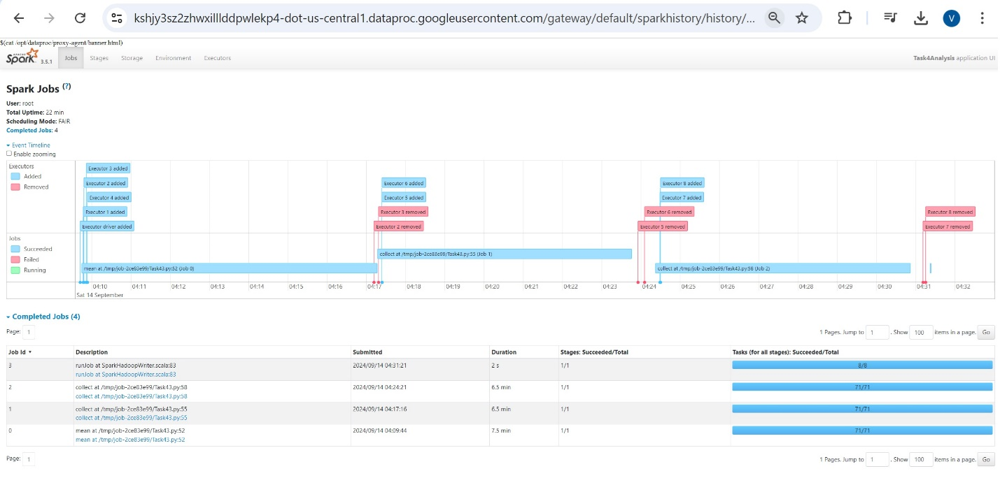 kshjy3sz2zhwxilllddpwlekp4-dot-us-central1.dataproc.googleusercontent.com/gateway/default/sparkhistory/history/...
V
$(cat /opt/dataproc/proxy-agent/banner.html)
APACHE Spark 3.5.1 Jobs Stages Storage Environment Executors Task4Analysis application UI
Spark Jobs (?)
User: root
Total Uptime: 22 min
Scheduling Mode: FAIR
Completed Jobs: 4
Event Timeline
Enable zooming
Executors
Added
Removed
Executor 3 added
Executor 2 added Executor 6 added Executor 8 added
Executor 4 added Executor 5 added Executor 7 added
Executor 1 added Executor 3 removed Executor 6 removed Executor 8 removed
Executor driver added Executor 2 removed Executor 5 removed Executor 7 removed
Jobs
Succeeded
Failed
Running
collect at /tmp/job-2ce83e99/Task43.py:55 (Job 1)
mean at /tmp/job-2ce83e99/Task43.py:52 (Job 0) collect at /tmp/job-2ce83e99/Task43.py:58 (Job 2)
04:10 04:11 04:12 04:13 04:14 04:15 04:16 04:17 04:18 04:19 04:20 04:21 04:22 04:23 04:24 04:25 04:26 04:27 04:28 04:29 04:30 04:31 04:32
Sat 14 September
Completed Jobs (4)
Page: 1 1 Pages. Jump to 1 . Show 100 items in a page. Go
Job Id ▾ Description Submitted Duration Stages: Succeeded/Total Tasks (for all stages): Succeeded/Total
3 runJob at SparkHadoopWriter.scala:83 2024/09/14 04:31:21 2 s 1/1 8/8
runJob at SparkHadoopWriter.scala:83
2 collect at /tmp/job-2ce83e99/Task43.py:58 2024/09/14 04:24:21 6.5 min 1/1 71/71
collect at /tmp/job-2ce83e99/Task43.py:58
1 collect at /tmp/job-2ce83e99/Task43.py:55 2024/09/14 04:17:16 6.5 min 1/1 71/71
collect at /tmp/job-2ce83e99/Task43.py:55
0 mean at /tmp/job-2ce83e99/Task43.py:52 2024/09/14 04:09:44 7.5 min 1/1 71/71
mean at /tmp/job-2ce83e99/Task43.py:52
Page: 1 1 Pages. Jump to 1 . Show 100 items in a page. Go